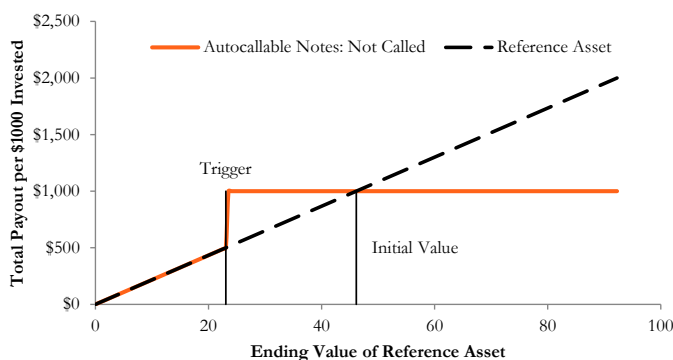 $2,500
Autocallable Notes: Not Called
Reference Asset
$2,000
$1,500
Trigger
$1,000
Initial Value
$500
$0
0
20
40
60
80
100
Total Payout per $1000 Invested
Ending Value of Reference Asset